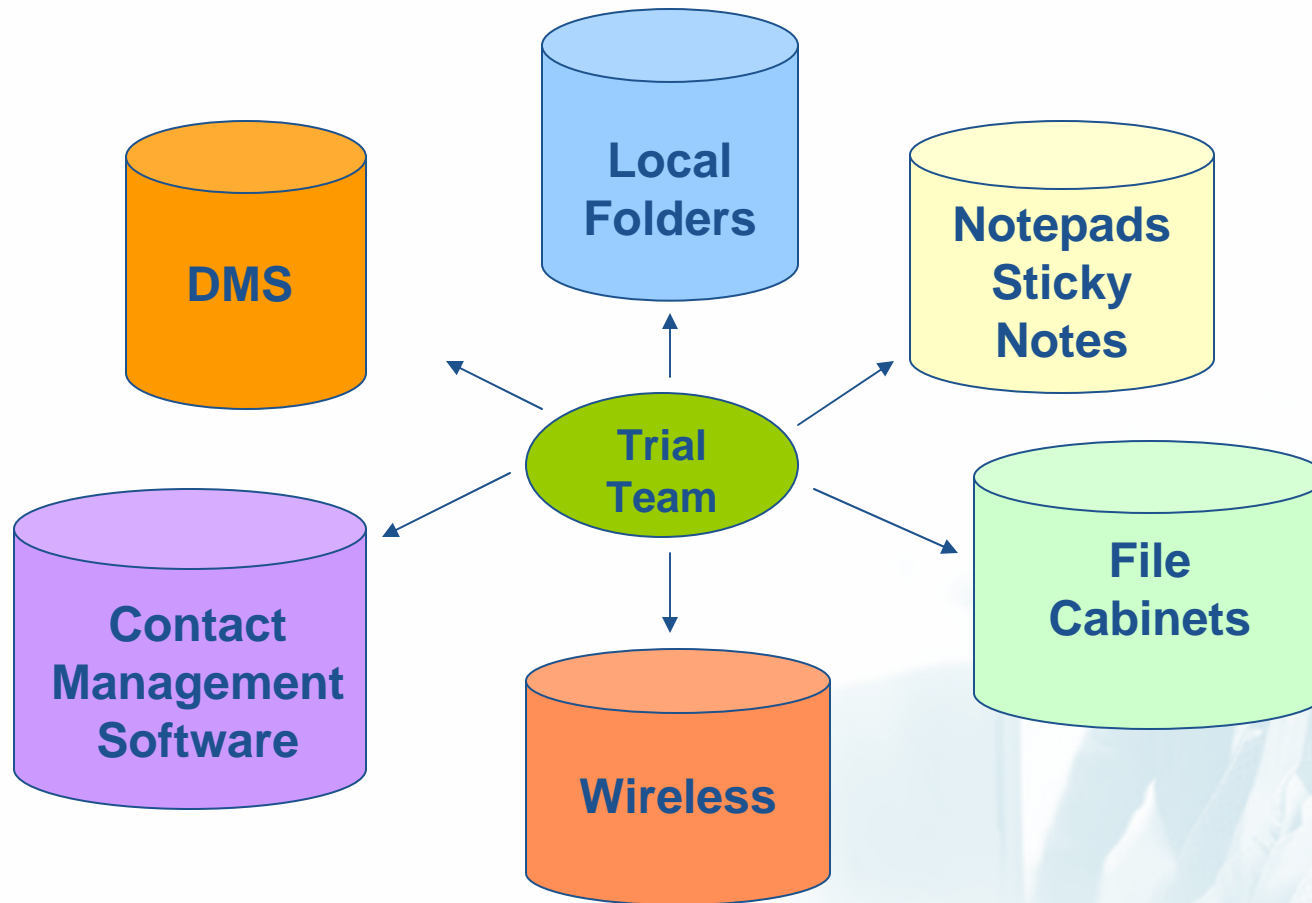 Local
Folders
Notepads
Sticky
Notes
DMS
Trial
Team
File
Cabinets
Contact
Management
Software
Wireless